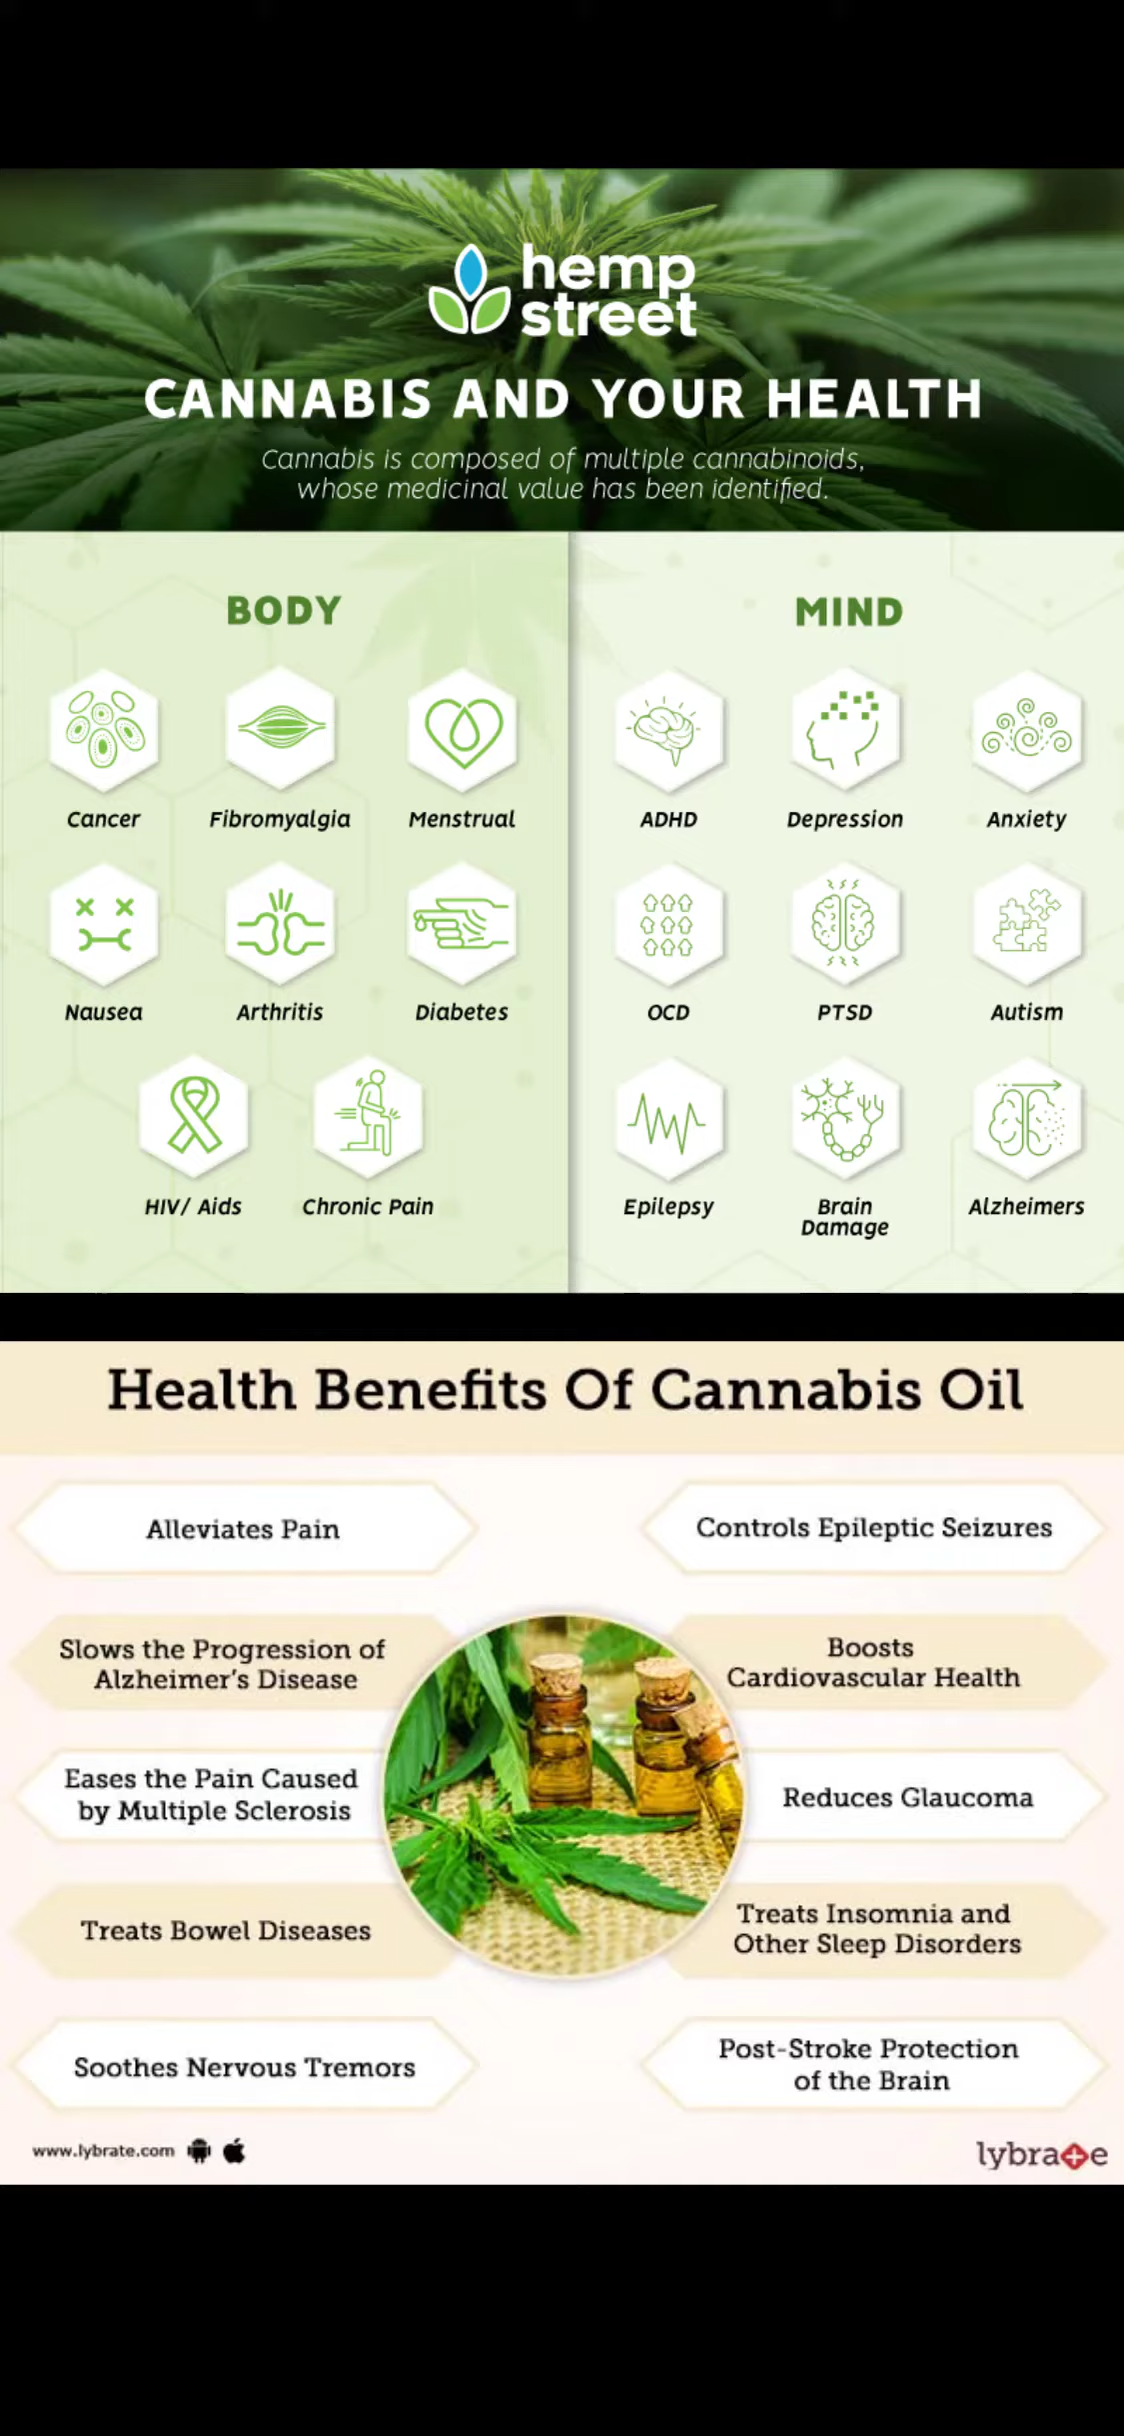 hemp
street
CANNABIS AND YOUR HEALTH
Cannabis is composed of multiple cannabinoids,
whose medicinal value has been identified.
BODY
Cancer
Fibromyalgia
Menstrual
Nausea
Arthritis
Diabetes
HIV/ Aids
Chronic Pain
MIND
ADHD
Depression
Anxiety
OCD
PTSD
Autism
Epilepsy
Brain
Damage
Alzheimers
Health Benefits Of Cannabis Oil
Alleviates Pain
Controls Epileptic Seizures
Slows the Progression of
Alzheimer's Disease
Boosts
Cardiovascular Health
Eases the Pain Caused
by Multiple Sclerosis
Reduces Glaucoma
Treats Bowel Diseases
Treats Insomnia and
Other Sleep Disorders
Soothes Nervous Tremors
Post-Stroke Protection
of the Brain
www.lybrate.com
lybrate